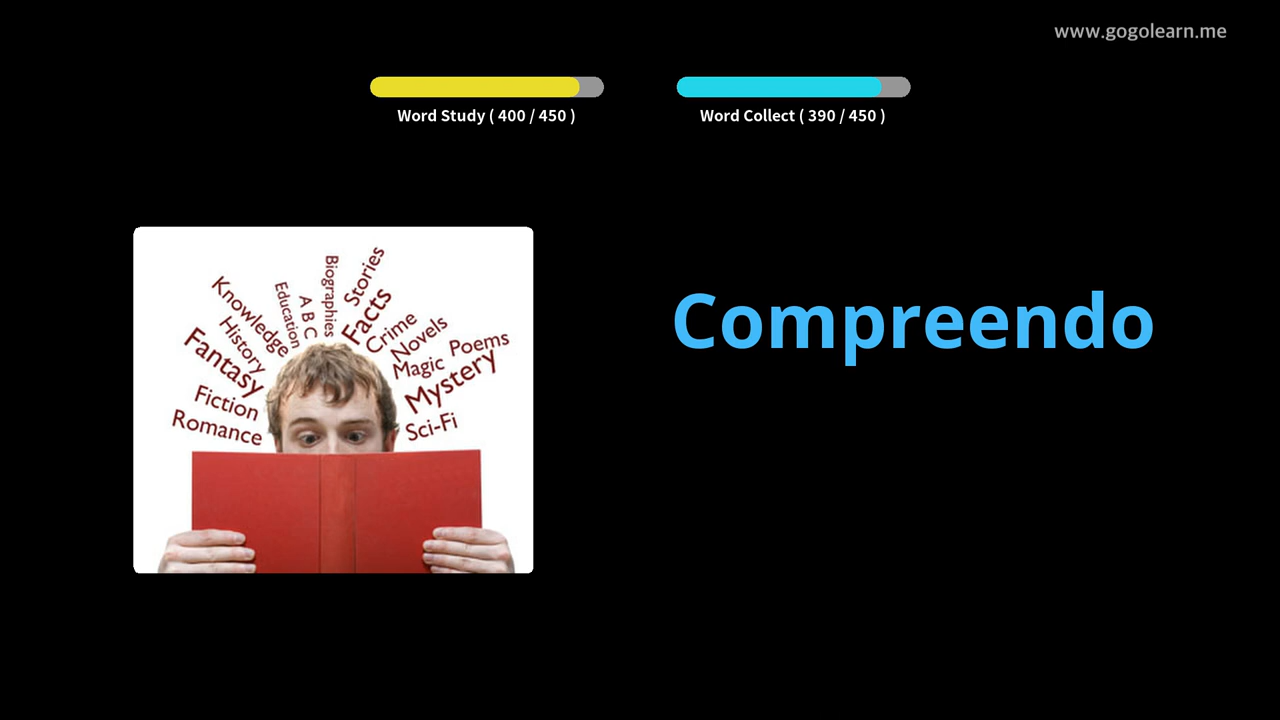 www.gogolearn.me
Word Study ( 400 / 450 )
Word Collect ( 390 / 450 )
Compreendo
Biographies
Stories
Education
A B C
Facts
Knowledge
Crime
History
Novels
Fantasy
Magic
Poems
Mystery
Fiction
Romance
Sci-Fi